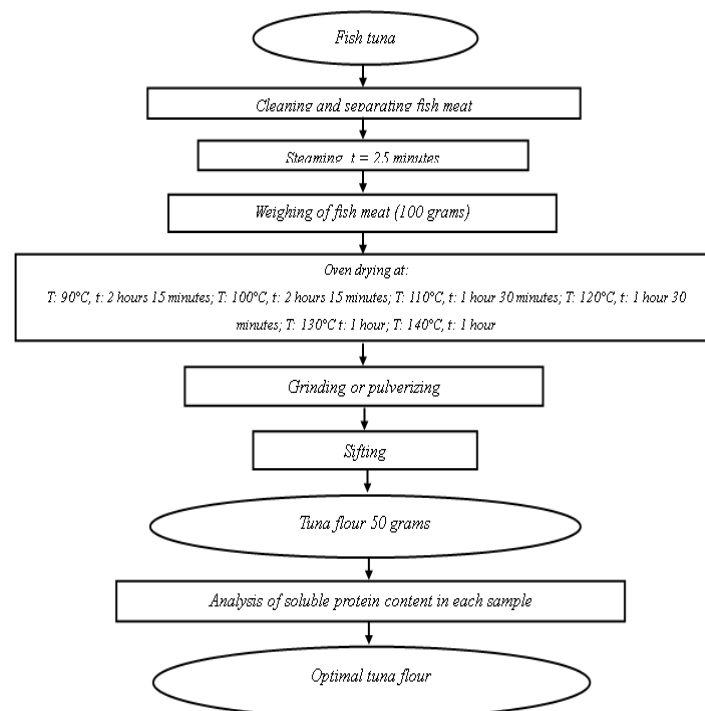 Fish tuna
Cleaning and separating fish meat
Steaming, t = 25 minutes
Weighing of fish meat (100 grams)
Oven drying at:
T: 90°C, t: 2 hours 15 minutes; T: 100°C, t: 2 hours 15 minutes; T: 110°C, t: 1 hour 30 minutes; T: 120°C, t: 1 hour 30
minutes; T: 130°C t: 1 hour; T: 140°C, t: 1 hour
Grinding or pulverizing
Sifting
Tuna flour 50 grams
Analysis of soluble protein content in each sample
Optimal tuna flour